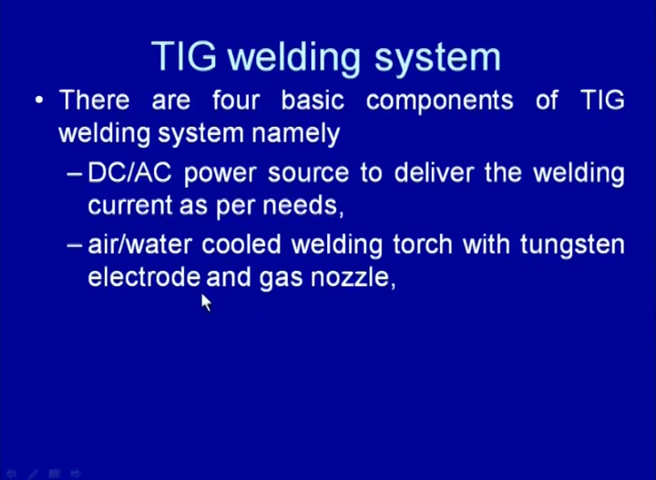 TIG welding system
• There are four basic components of TIG
welding system namely
– DC/AC power source to deliver the welding
current as per needs,
– air/water cooled welding torch with tungsten
electrode and gas nozzle,